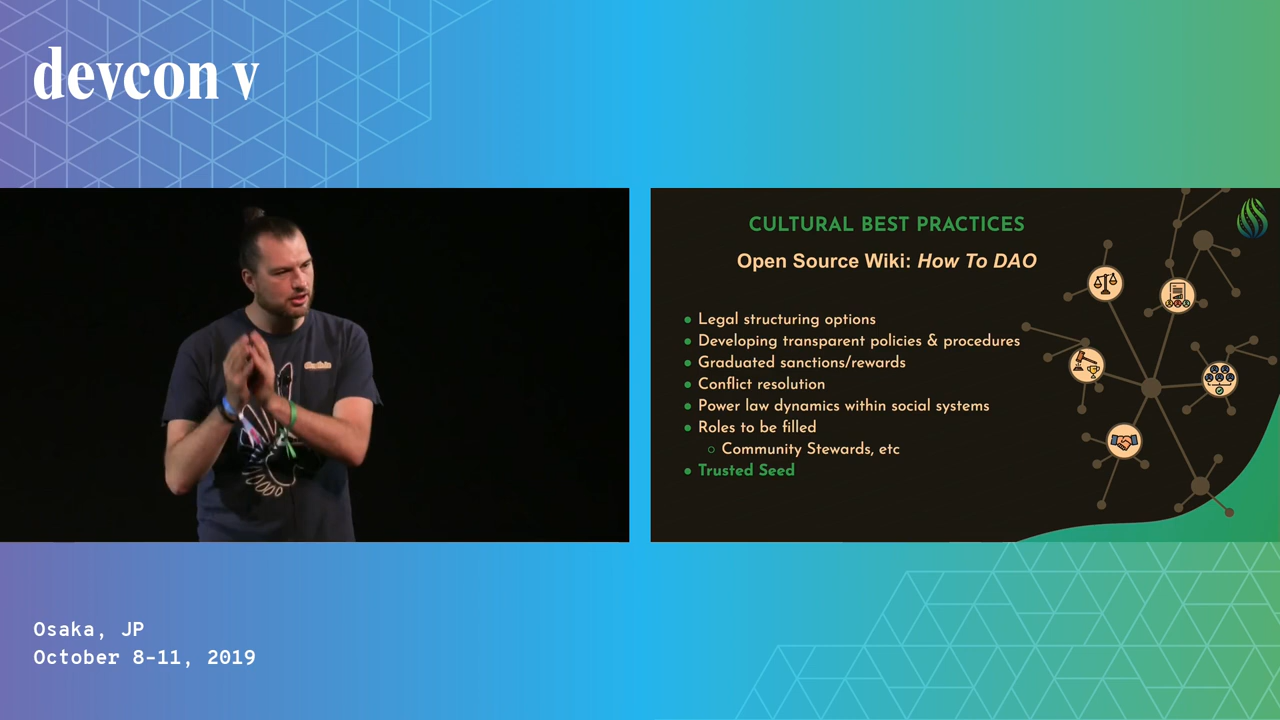 devcon v
CULTURAL BEST PRACTICES
Open Source Wiki: How To DAO
Legal structuring options
Developing transparent policies & procedures
Graduated sanctions/rewards
Conflict resolution
Power law dynamics within social systems
Roles to be filled
Community Stewards, etc
Trusted Seed
Osaka, JP
October 8-11, 2019